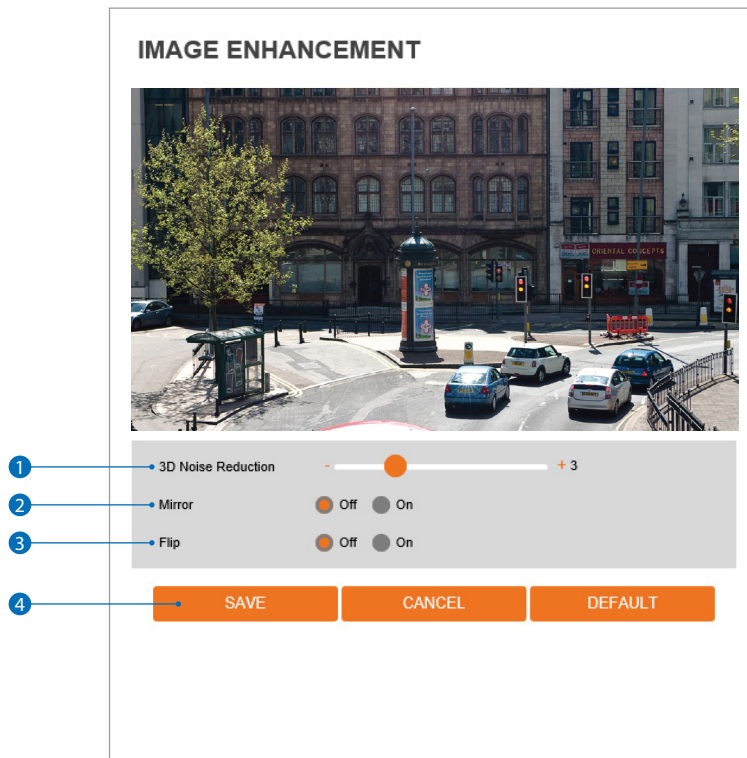 IMAGE ENHANCEMENT
ORIENTAL CONCEPTS
1 3D Noise Reduction - + 3
2 Mirror Off On
3 Flip Off On
4 SAVE CANCEL DEFAULT